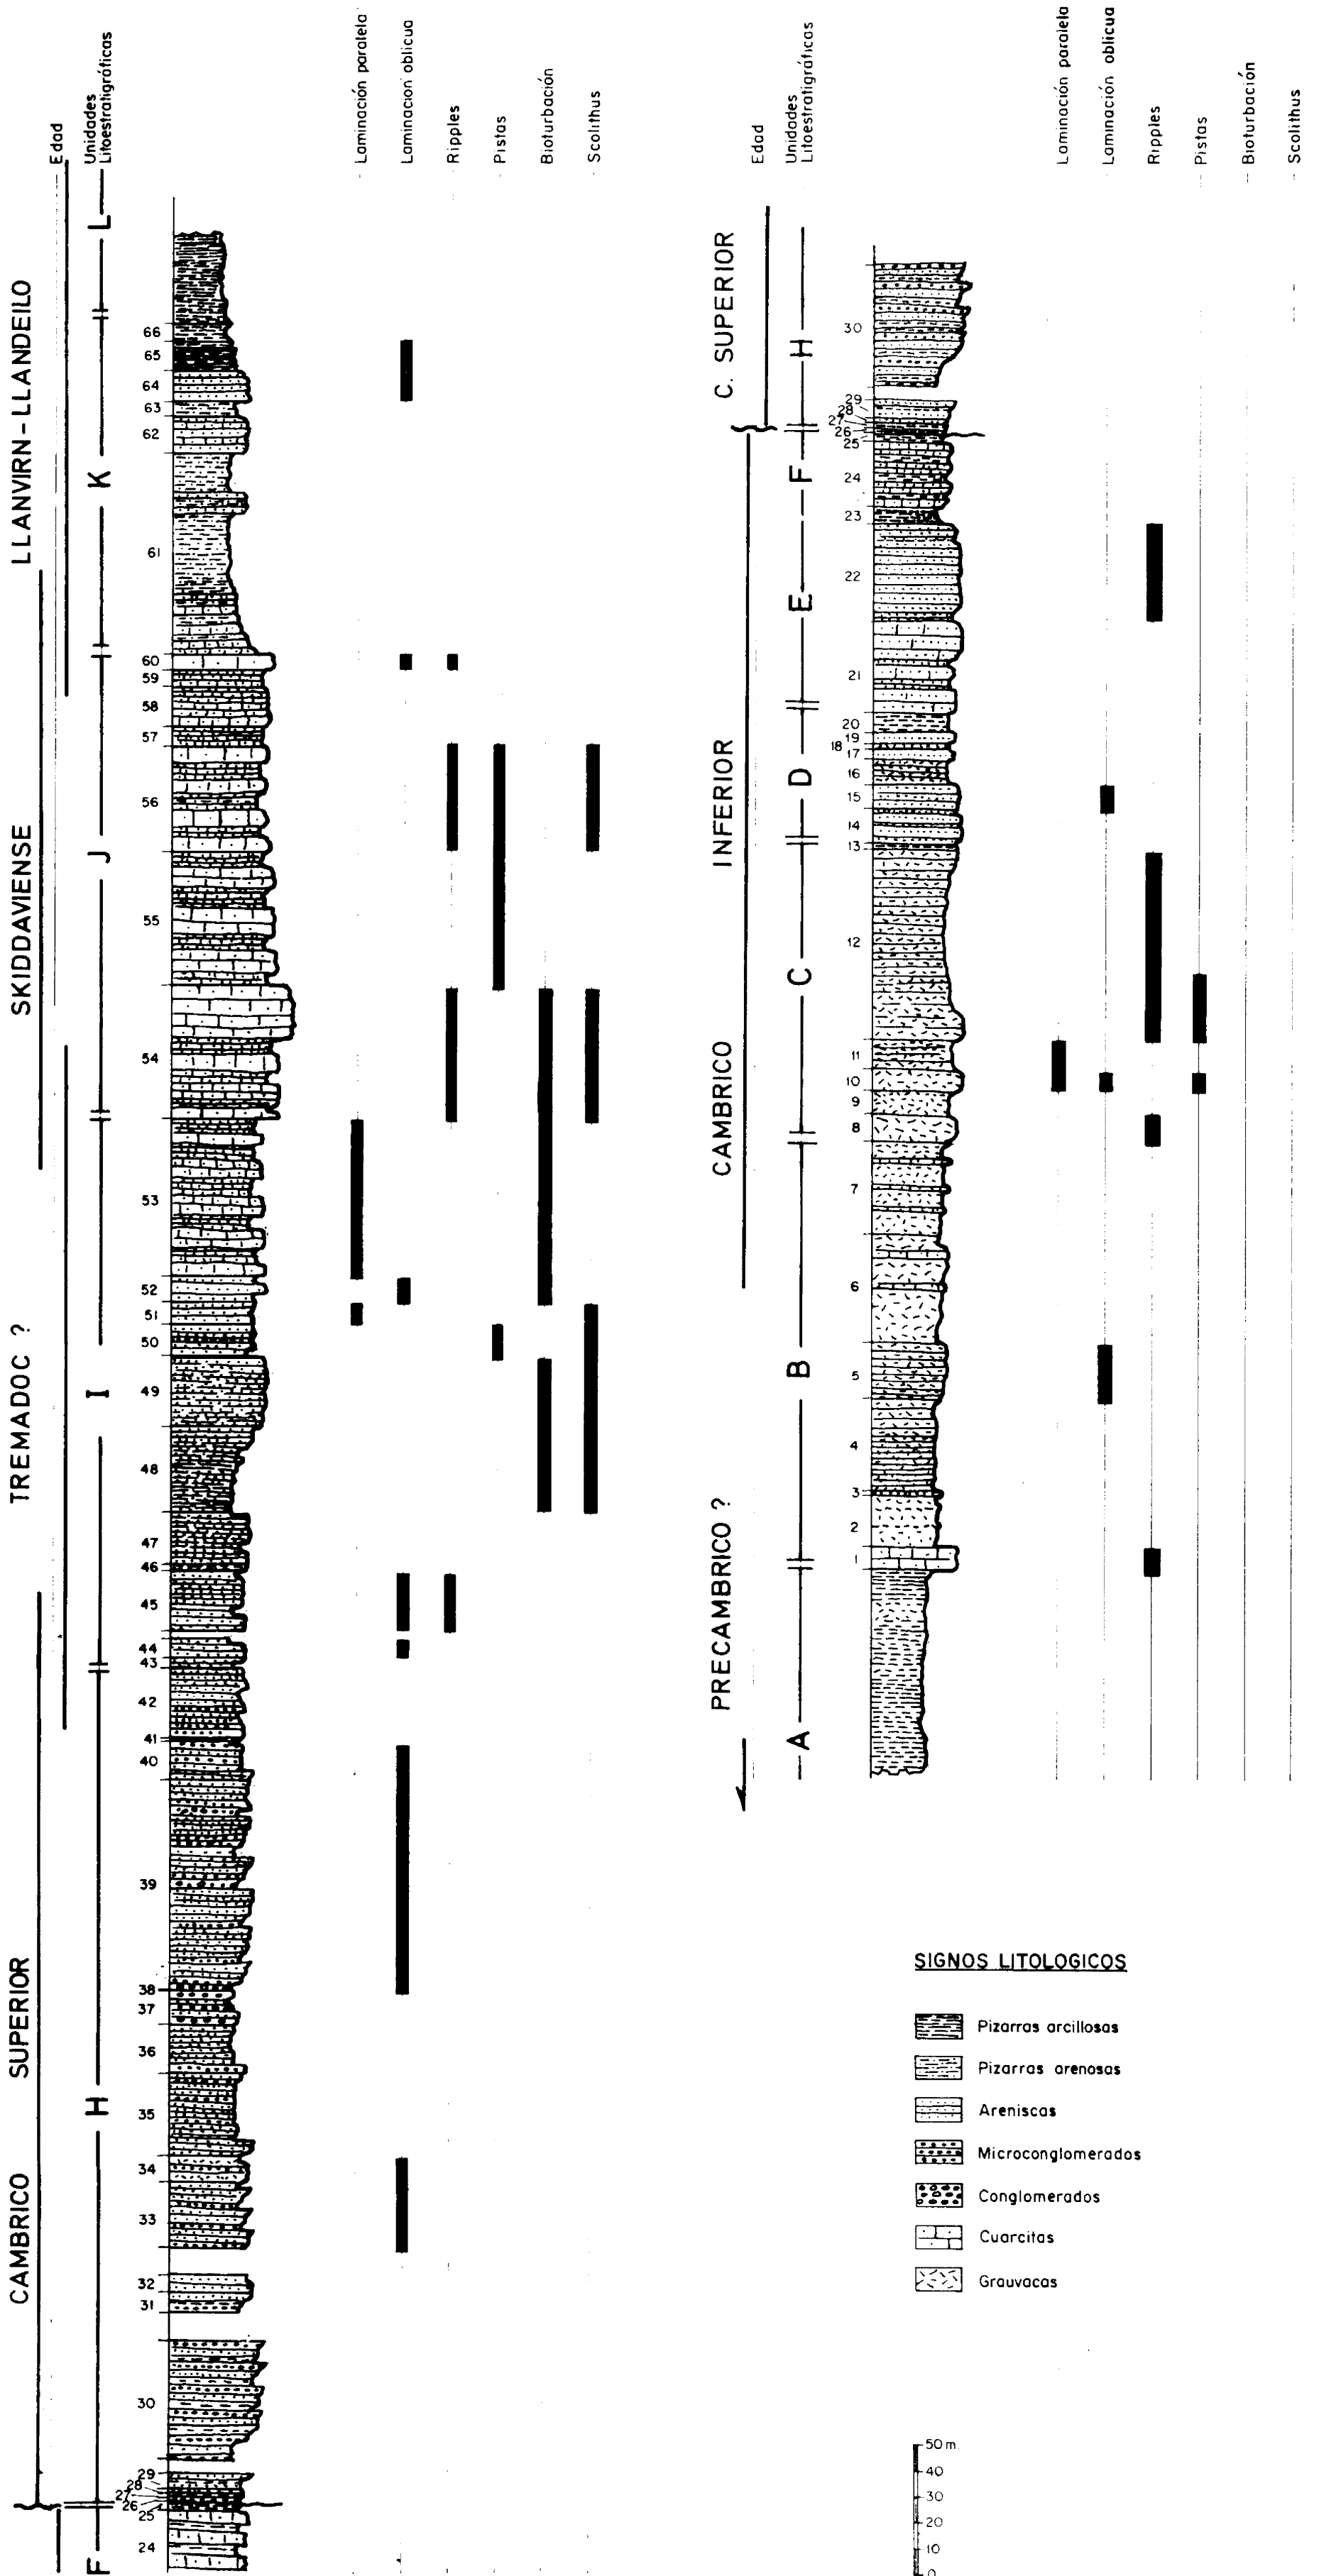 Edad
Unidades
Litoestratigráficas
Laminación paralela
Laminacion oblicua
Ripples
Pistas
Bioturbación
Scolithus
LLANVIRN-LLANDEILO
SKIDDAVIENSE
TREMADOC ?
CAMBRICO SUPERIOR
L
K
J
I
H
F
66
65
64
63
62
61
60
59
58
57
56
55
54
53
52
51
50
49
48
47
46
45
44
43
42
41
40
39
38
37
36
35
34
33
32
31
30
29
28
27
26
25
24
Edad
Unidades
Litoestratigráficas
Laminación paralela
Laminación oblicua
Ripples
Pistas
Bioturbación
Scolithus
C. SUPERIOR
CAMBRICO INFERIOR
PRECAMBRICO ?
H
F
E
D
C
B
A
30
29
28
27
26
25
24
23
22
21
20
19
18
17
16
15
14
13
12
11
10
9
8
7
6
5
4
3
2
1
SIGNOS LITOLOGICOS
Pizarras arcillosas
Pizarras arenosas
Areniscas
Microconglomerados
Conglomerados
Cuarcitas
Grauvacas
50 m.
40
30
20
10
0